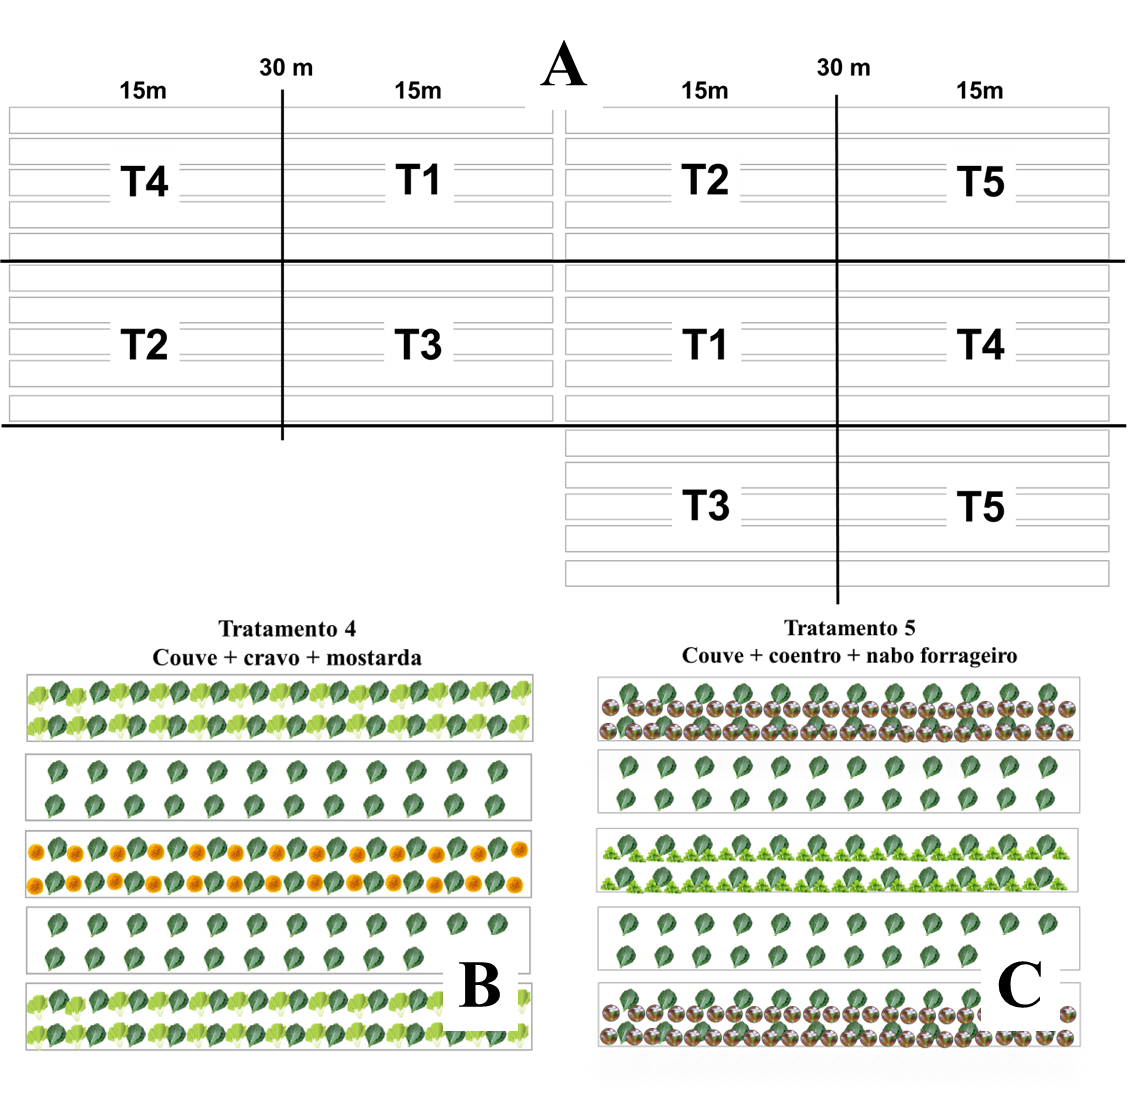 A
30 m
30 m
15m
15m
15m
15m
T4
T1
T2
T5
T2
T3
T1
T4
T3
T5
Tratamento 4
Couve + cravo + mostarda
Tratamento 5
Couve + coentro + nabo forrageiro
B
C